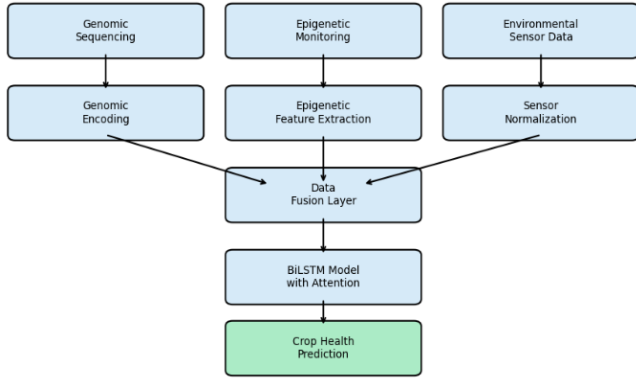 Genomic
Sequencing
Epigenetic
Monitoring
Environmental
Sensor Data
Genomic
Encoding
Epigenetic
Feature Extraction
Sensor
Normalization
Data
Fusion Layer
BiLSTM Model
with Attention
Crop Health
Prediction